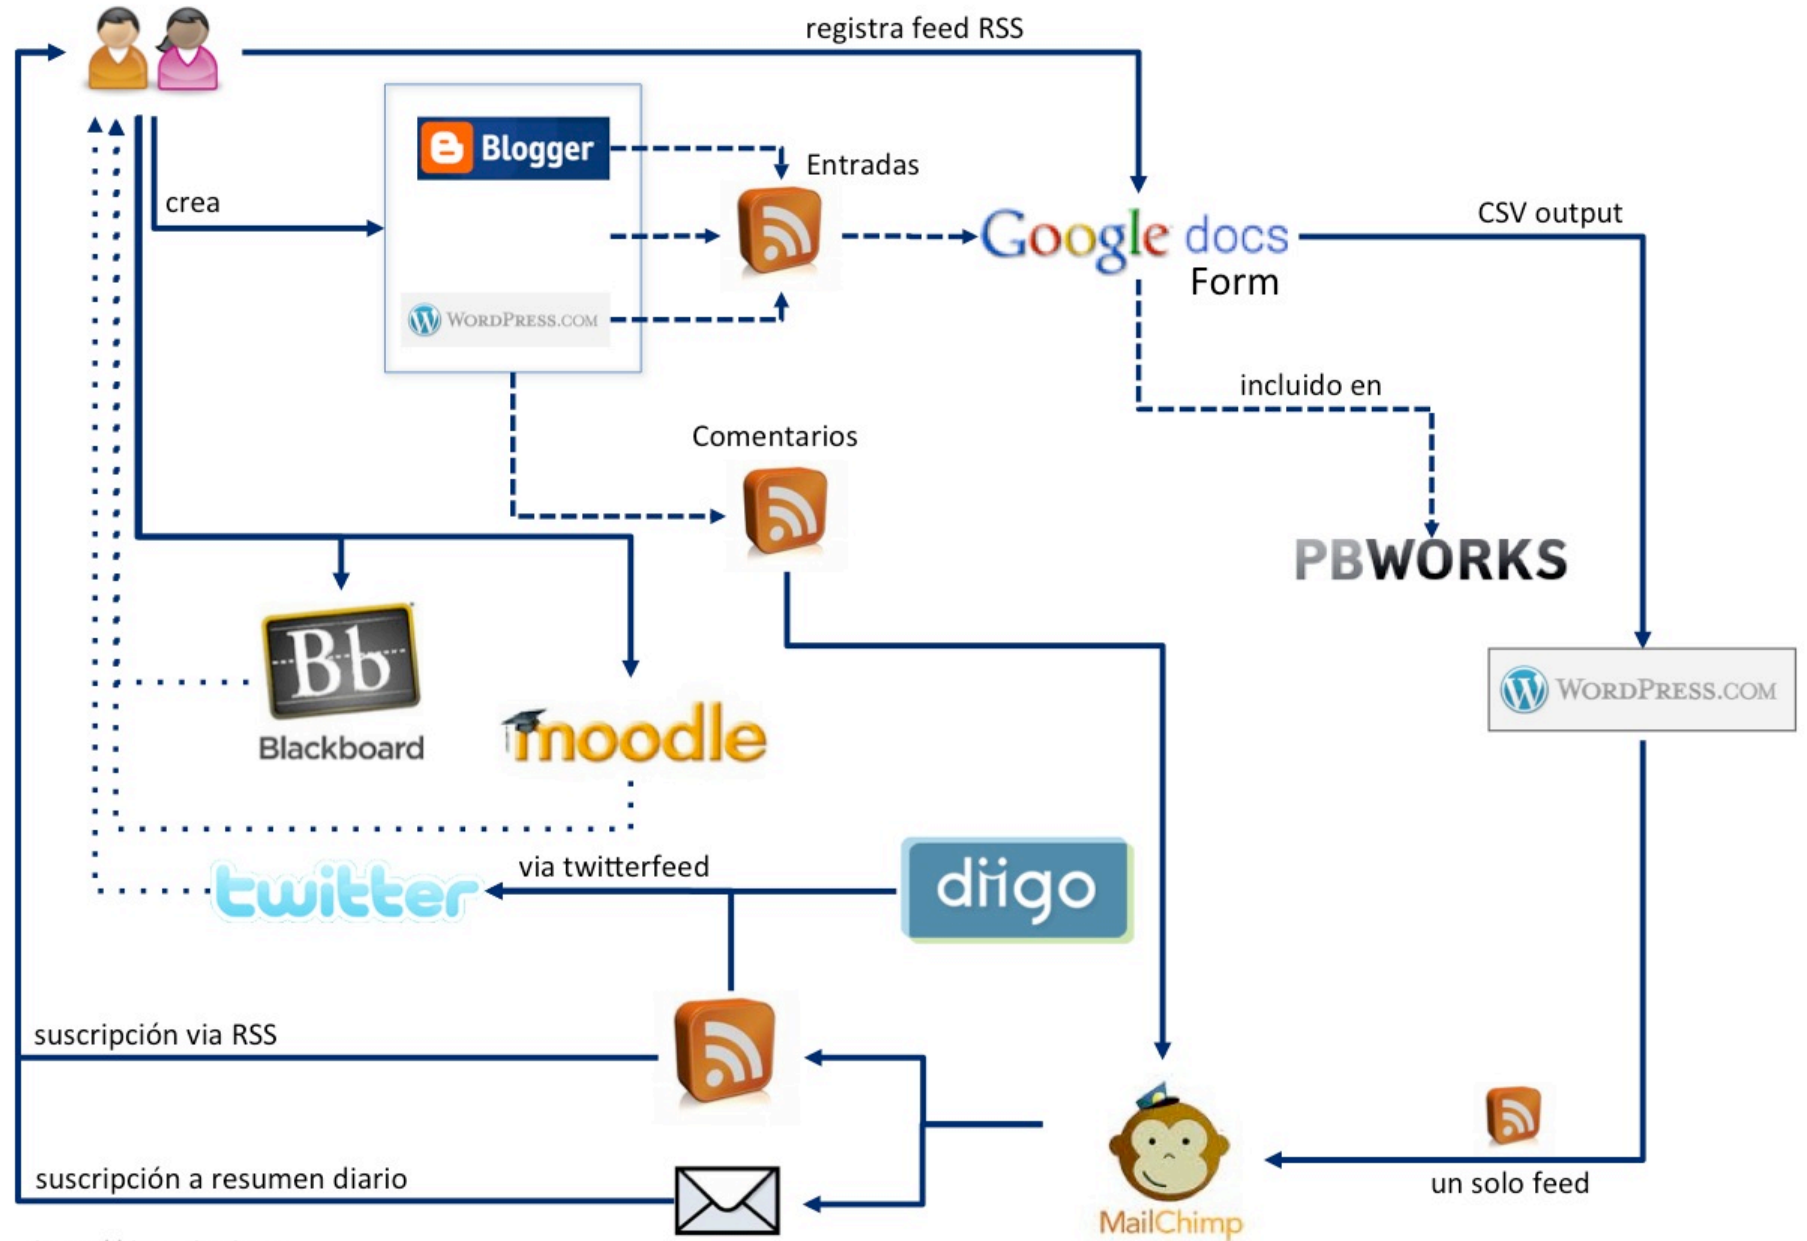 registra feed RSS
Blogger
Entradas
crea
CSV output
Google docs
Form
WORDPRESS.COM
incluido en
Comentarios
PBWORKS
Bb
WORDPRESS.COM
Blackboard
moodle
via twitterfeed
diigo
twitter
suscripción via RSS
suscripción a resumen diario
un solo feed
MailChimp